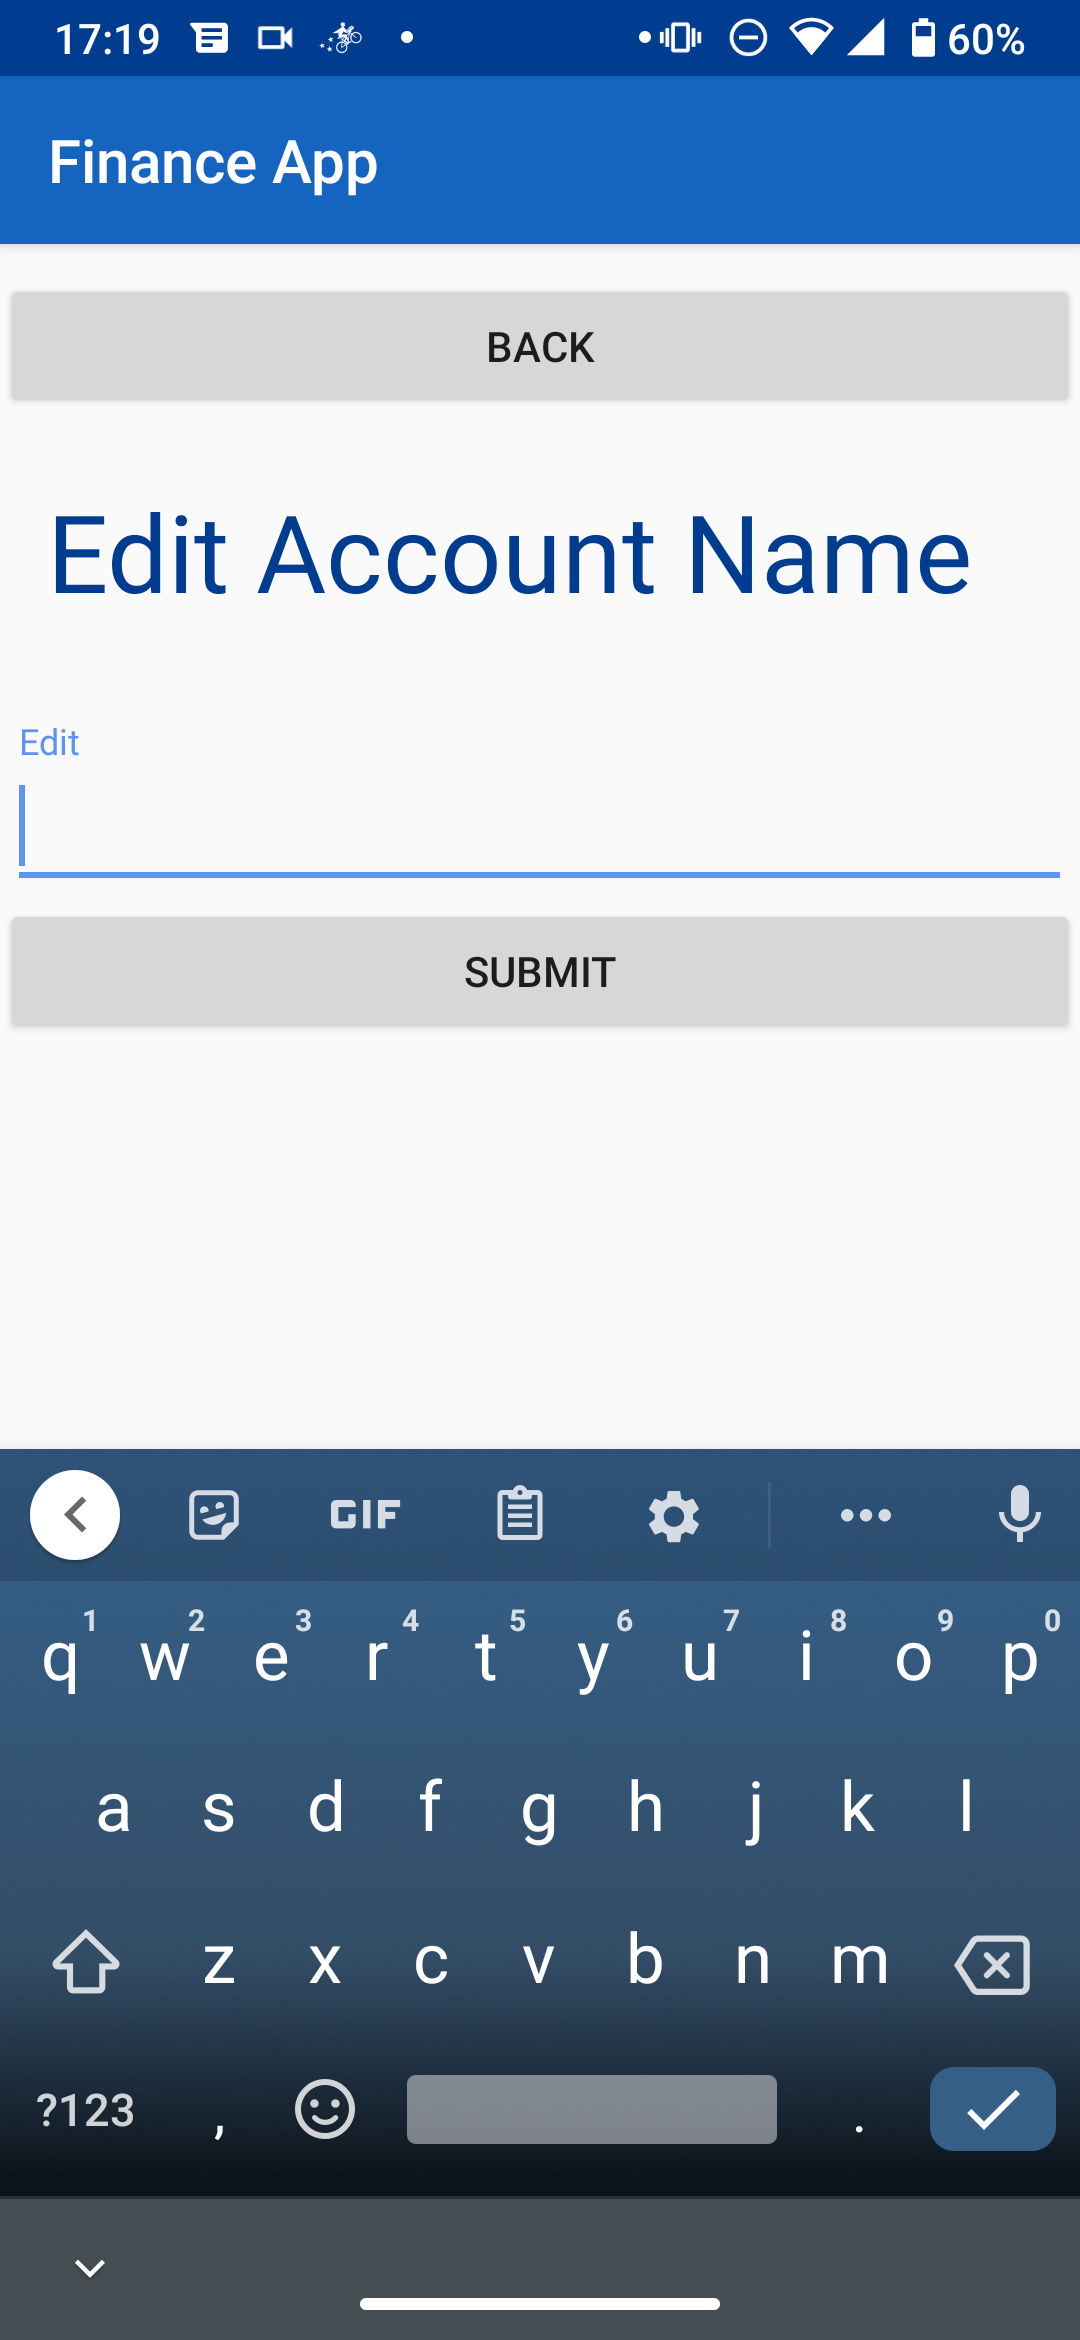 17:19 60%
Finance App
BACK
Edit Account Name
Edit
SUBMIT
GIF
1 2 3 4 5 6 7 8 9 0
q w e r t y u i o p
a s d f g h j k l
z x c v b n m
?123 , .